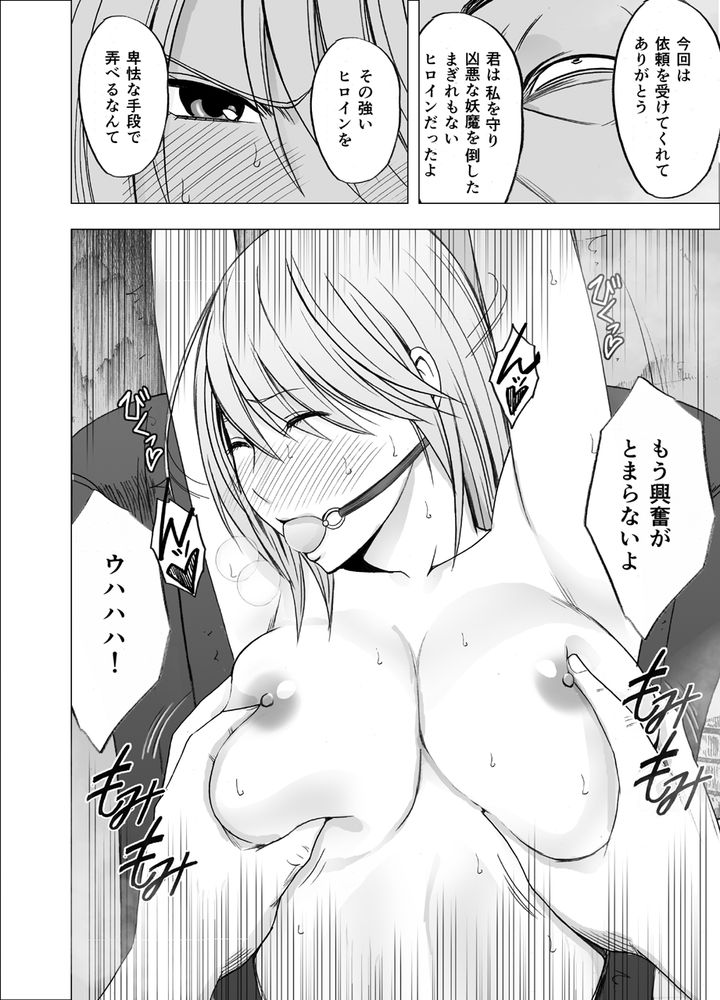 今回は
依頼を受けてくれて
ありがとう
君は私を守り
凶悪な妖魔を倒した
まぎれもない
ヒロインだったよ
その強い
ヒロインを
卑怯な手段で
弄べるなんて
びくっ♡
んっ♡
もう興奮が
とまらないよ
もみ
もみ
びくっ♡
んっ♡
ウハハハ！
もみ
もみ